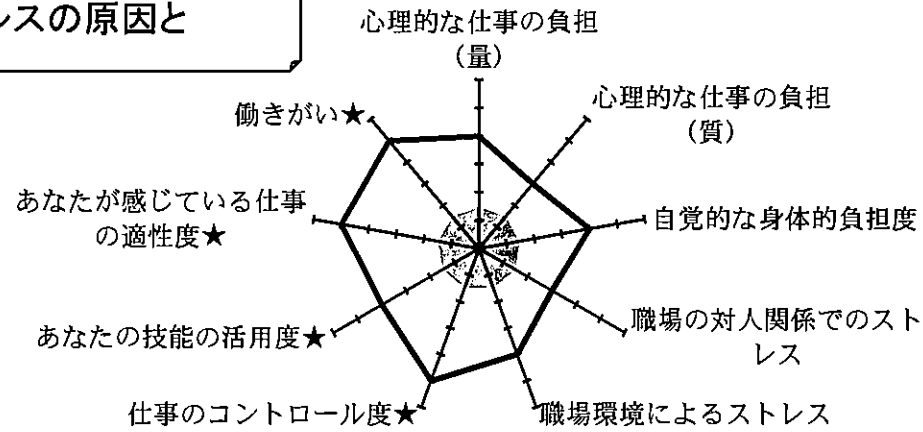 スの原因と
心理的な仕事の負担
（量）
心理的な仕事の負担
（質）
自覚的な身体的負担度
職場の対人関係でのスト
レス
職場環境によるストレス
仕事のコントロール度★
あなたの技能の活用度★
あなたが感じている仕事
の適性度★
働きがい★